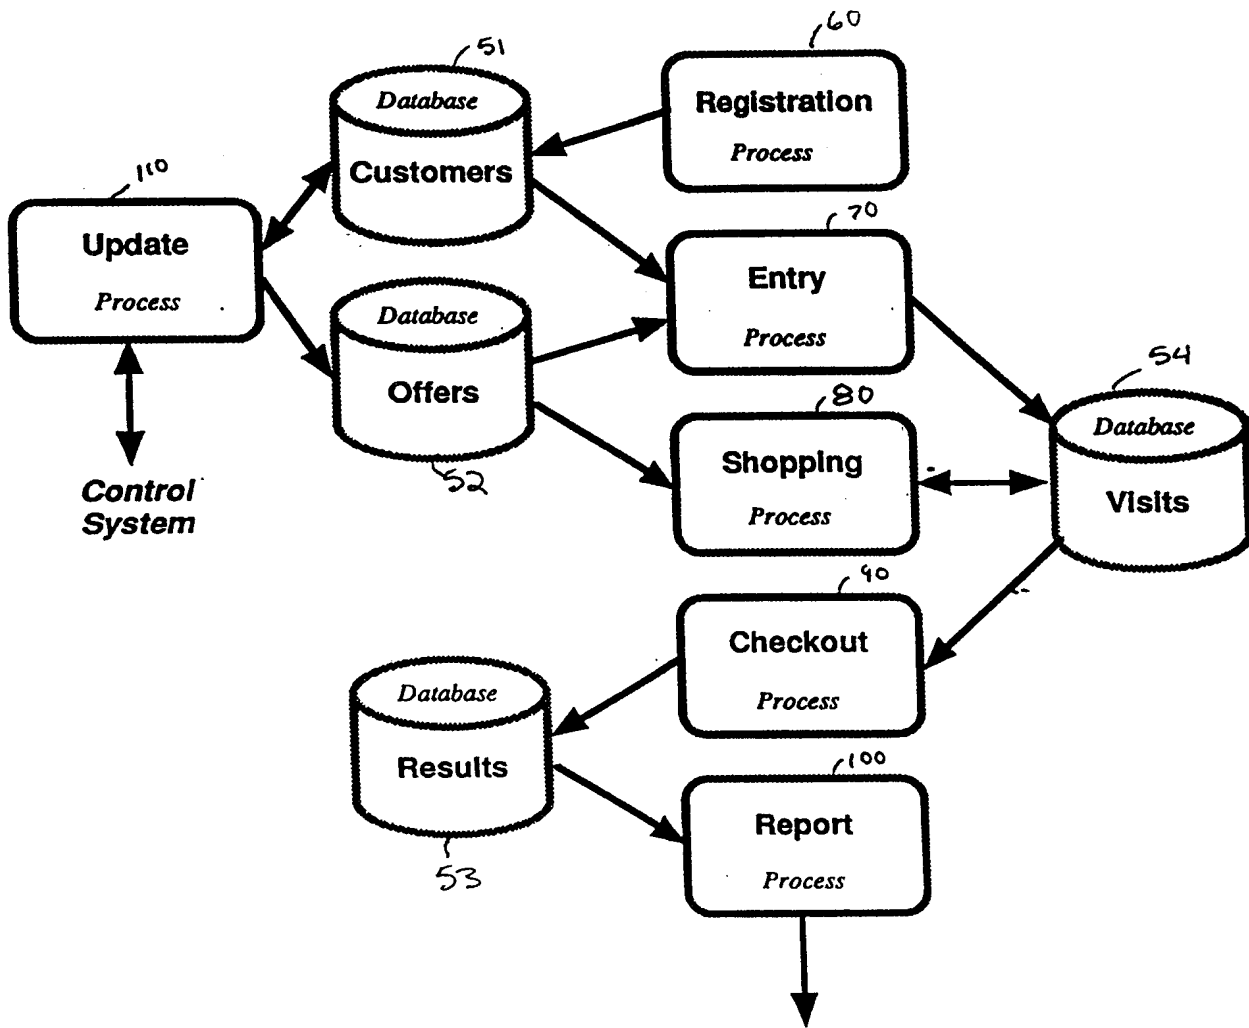 60
51
Database
Registration
Process
Customers
110
Update
Process
70
Entry
Process
Database
Offers
52
54
Database
Visits
80
Shopping
Process
Control
System
90
Checkout
Process
Database
Results
53
100
Report
Process